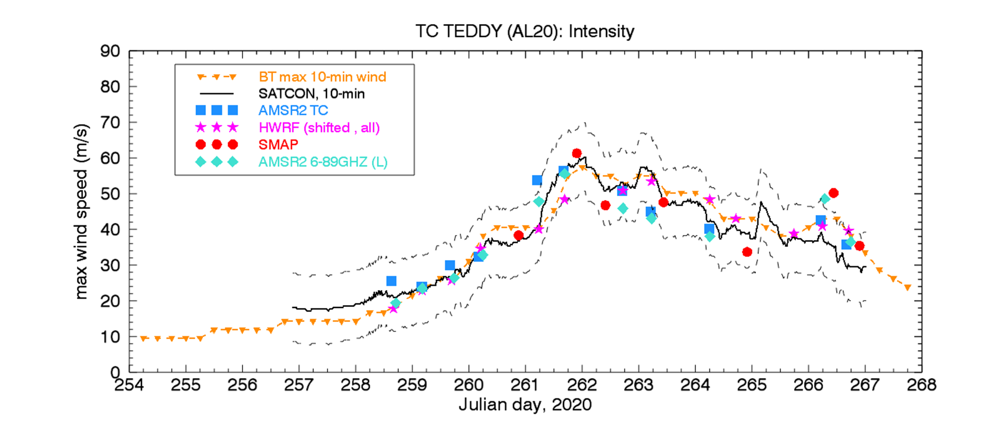 TC TEDDY (AL20): Intensity
90
80
70
60
50
40
30
20
10
0
max wind speed (m/s)
BT max 10-min wind
SATCON, 10-min
AMSR2 TC
HWRF (shifted , all)
SMAP
AMSR2 6-89GHZ (L)
254 255 256 257 258 259 260 261 262 263 264 265 266 267 268
Julian day, 2020